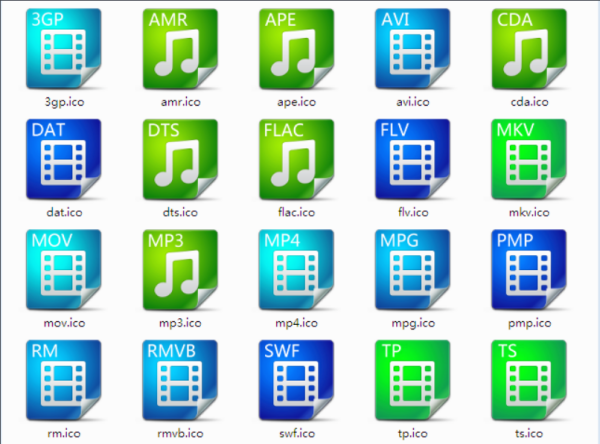 3GP AMR APE AVI CDA
3gp.ico amr.ico ape.ico avi.ico cda.ico
DAT DTS FLAC FLV MKV
dat.ico dts.ico flac.ico flv.ico mkv.ico
MOV MP3 MP4 MPG PMP
mov.ico mp3.ico mp4.ico mpg.ico pmp.ico
RM RMVB SWF TP TS
rm.ico rmvb.ico swf.ico tp.ico ts.ico